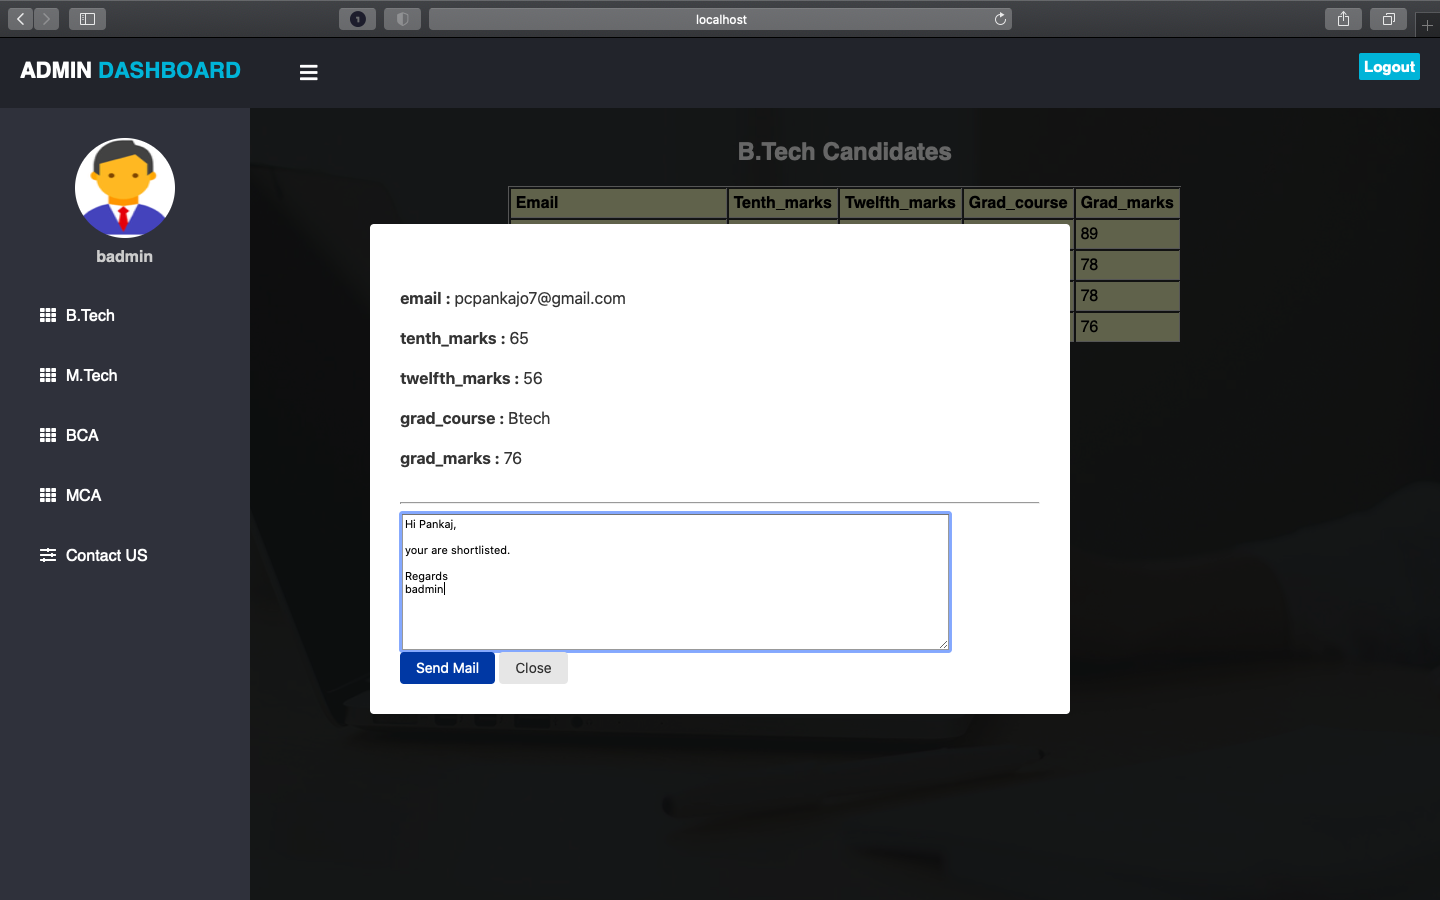 localhost
ADMIN DASHBOARD
Logout
badmin
B.Tech
M.Tech
BCA
MCA
Contact US
B.Tech Candidates
Email Tenth_marks Twelfth_marks Grad_course Grad_marks
89
78
78
76
email : pcpankajo7@gmail.com
tenth_marks : 65
twelfth_marks : 56
grad_course : Btech
grad_marks : 76
Hi Pankaj,
your are shortlisted.
Regards
badmin
Send Mail Close